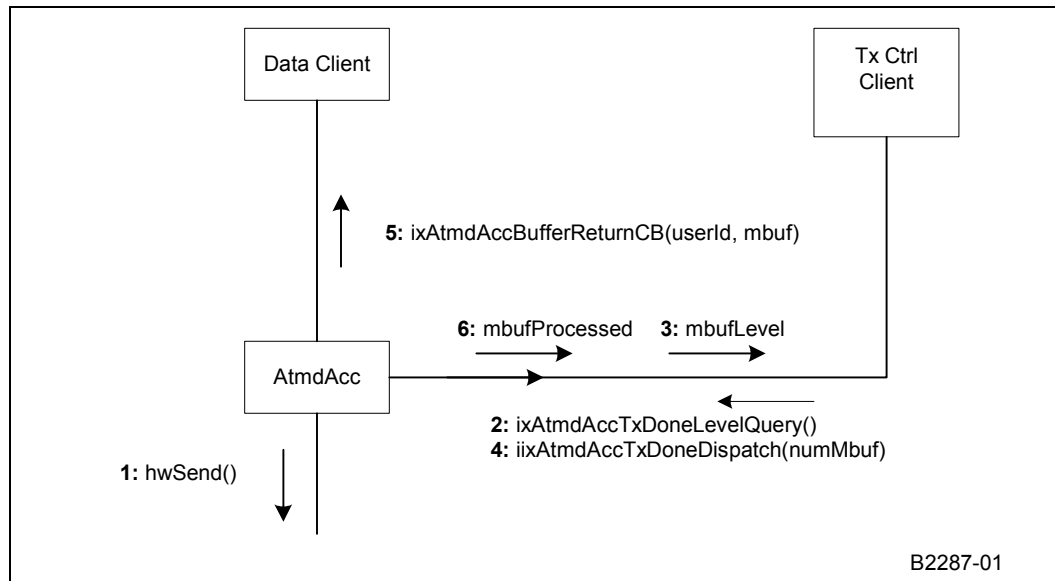 Data Client
Tx Ctrl
Client
5: ixAtmdAccBufferReturnCB(userId, mbuf)
6: mbufProcessed
3: mbufLevel
AtmdAcc
2: ixAtmdAccTxDoneLevelQuery()
4: iixAtmdAccTxDoneDispatch(numMbuf)
1: hwSend()
B2287-01